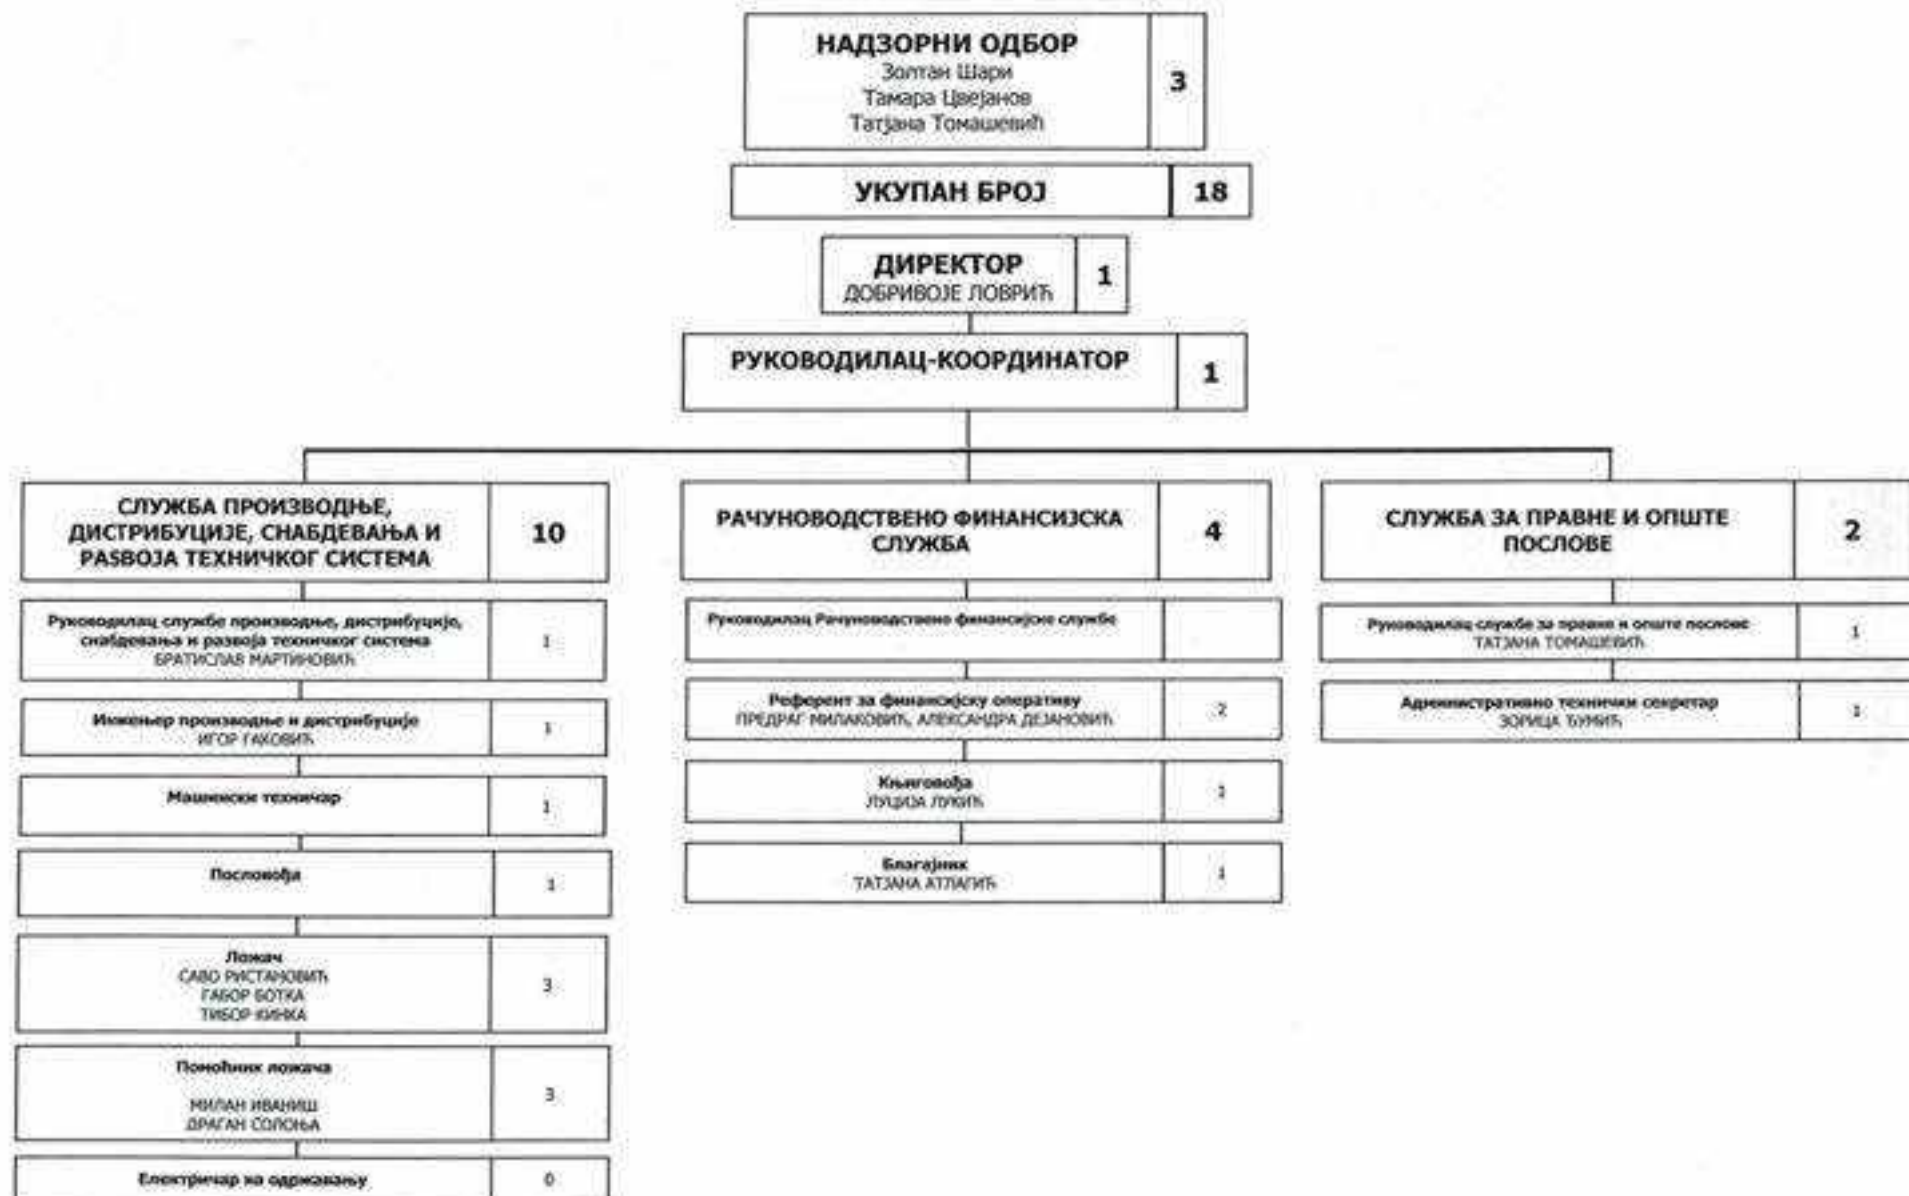 НАДЗОРНИ ОДБОР
Золтан Шари
Тамара Цвејанов
Татјана Томашевић
3
УКУПАН БРОЈ
18
ДИРЕКТОР
ДОБРИВОЈЕ ЛОВРИЋ
1
РУКОВОДИЛАЦ-КООРДИНАТОР
1
СЛУЖБА ПРОИЗВОДЊЕ,
ДИСТРИБУЦИЈЕ, СНАБДЕВАЊА И
РАЅВОЈА ТЕХНИЧКОГ СИСТЕМА
10
Руководилац службе производње, дистрибуције,
снабдевања и развоја техничког система
БРАТИСЛАВ МАРТИНОВИЋ
1
Инжењер производње и дистрибуције
ИГОР ГАКОВИЋ
1
Машински техничар
1
Пословођа
1
Ложач
САВО РИСТАНОВИЋ
ГАБОР БОТКА
ТИБОР КИНКА
3
Помоћник ложача
МИЛАН ИВАНИШ
ДРАГАН СОЛОЊА
3
Електричар на одржавању
0
РАЧУНОВОДСТВЕНО ФИНАНСИЈСКА
СЛУЖБА
4
Руководилац Рачуноводствено финансијске службе
Референт за финансијску оперативу
ПРЕДРАГ МИЛАКОВИЋ, АЛЕКСАНДРА ДЕЈАНОВИЋ
2
Књиговођа
ЛУЦИЈА ЛУКИЋ
1
Благајник
ТАТЈАНА АТЛАГИЋ
1
СЛУЖБА ЗА ПРАВНЕ И ОПШТЕ
ПОСЛОВЕ
2
Руководилац службе за правне и опште послове
ТАТЈАНА ТОМАШЕВИЋ
1
Административно технички секретар
ЗОРИЦА ЂУМИЋ
1